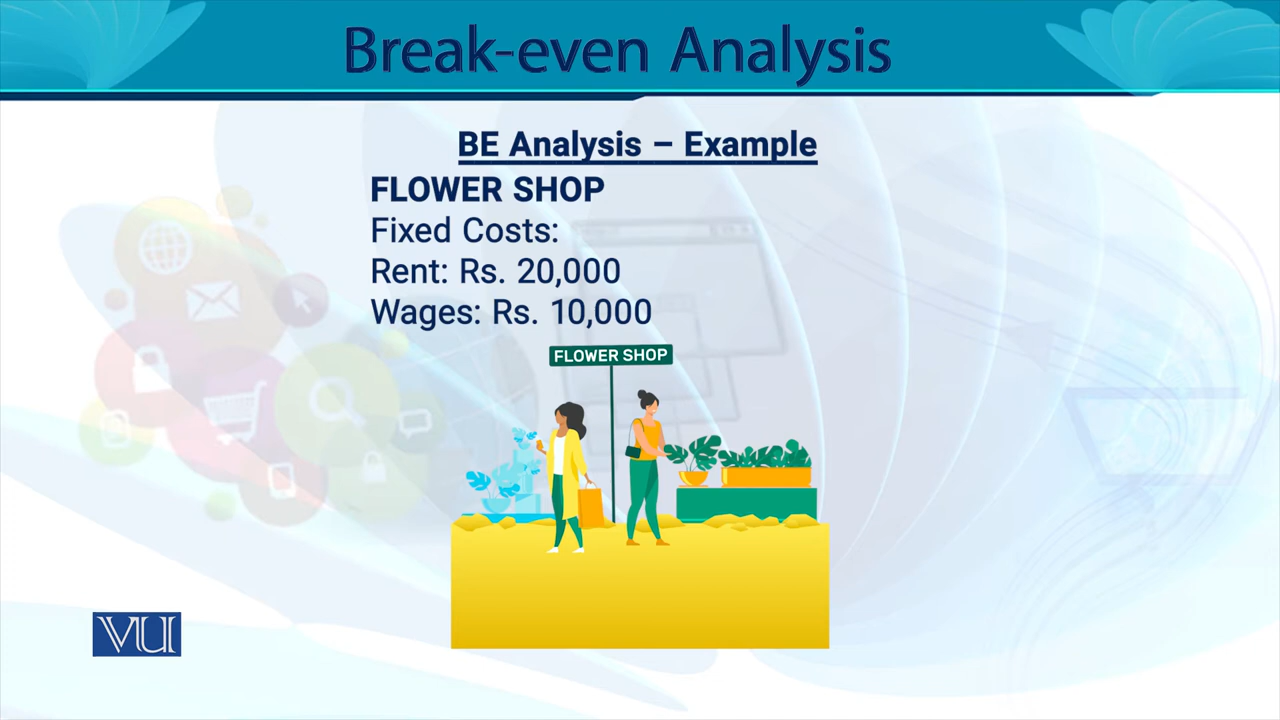 Break-even Analysis
BE Analysis – Example
FLOWER SHOP
Fixed Costs:
Rent: Rs. 20,000
Wages: Rs. 10,000
FLOWER SHOP
VU